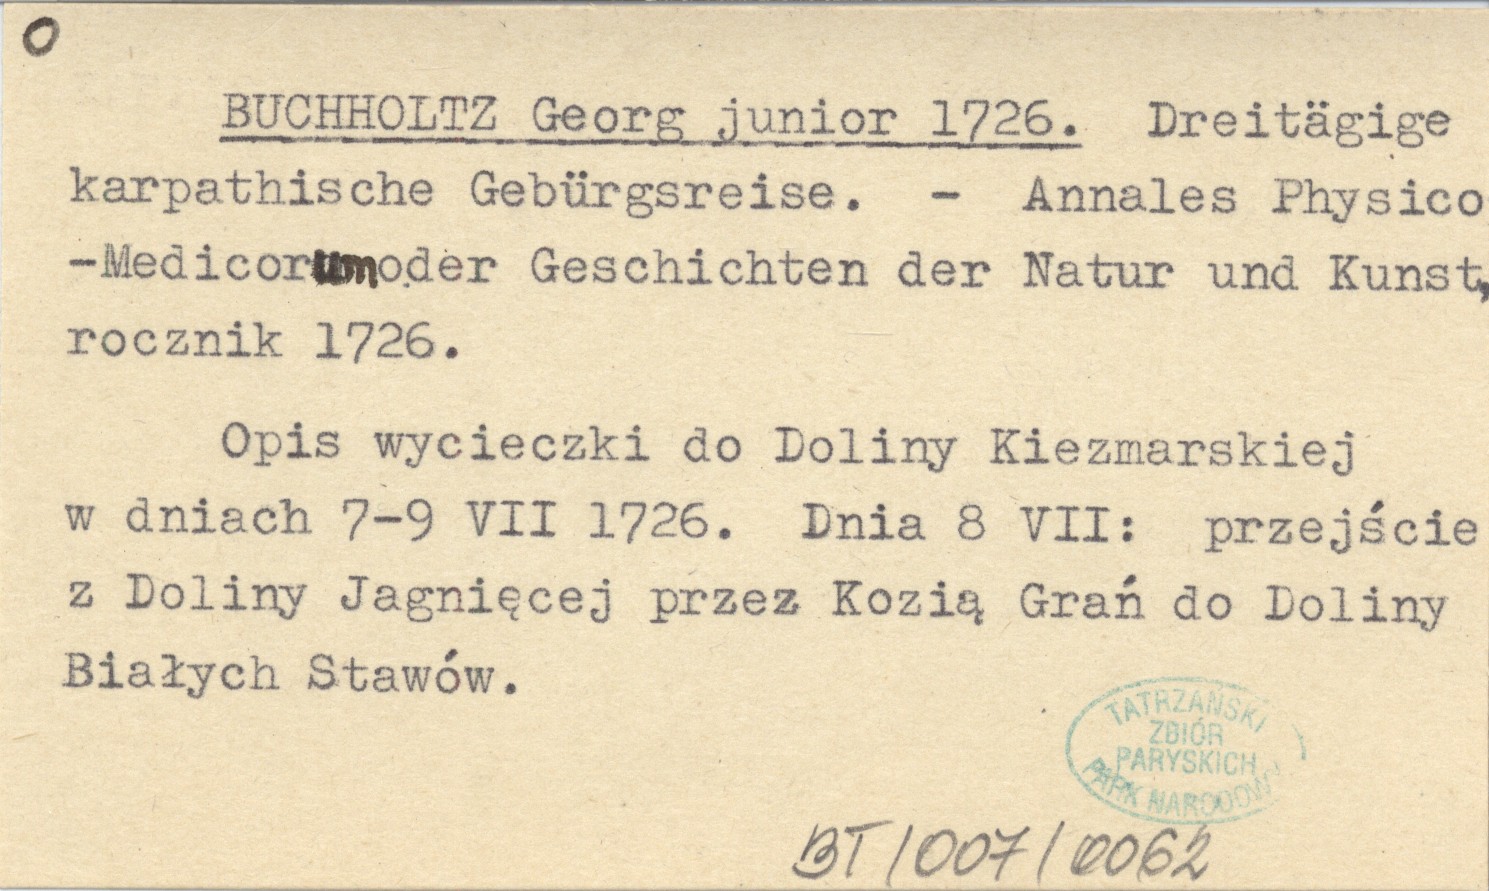 O
BUCHHOLTZ Georg junior 1726. Dreitägige
karpathische Gebürgsreise. - Annales Physico
-Medicorum oder Geschichten der Natur und Kunst,
rocznik 1726.
Opis wycieczki do Doliny Kiezmarskiej
w dniach 7-9 VII 1726. Dnia 8 VII: przejście
z Doliny Jagnięcej przez Kozią Grań do Doliny
Białych Stawów.
TATRZAŃSKI
ZBIÓR
PARYSKICH
PARK NARODOWY
BT/007/0062